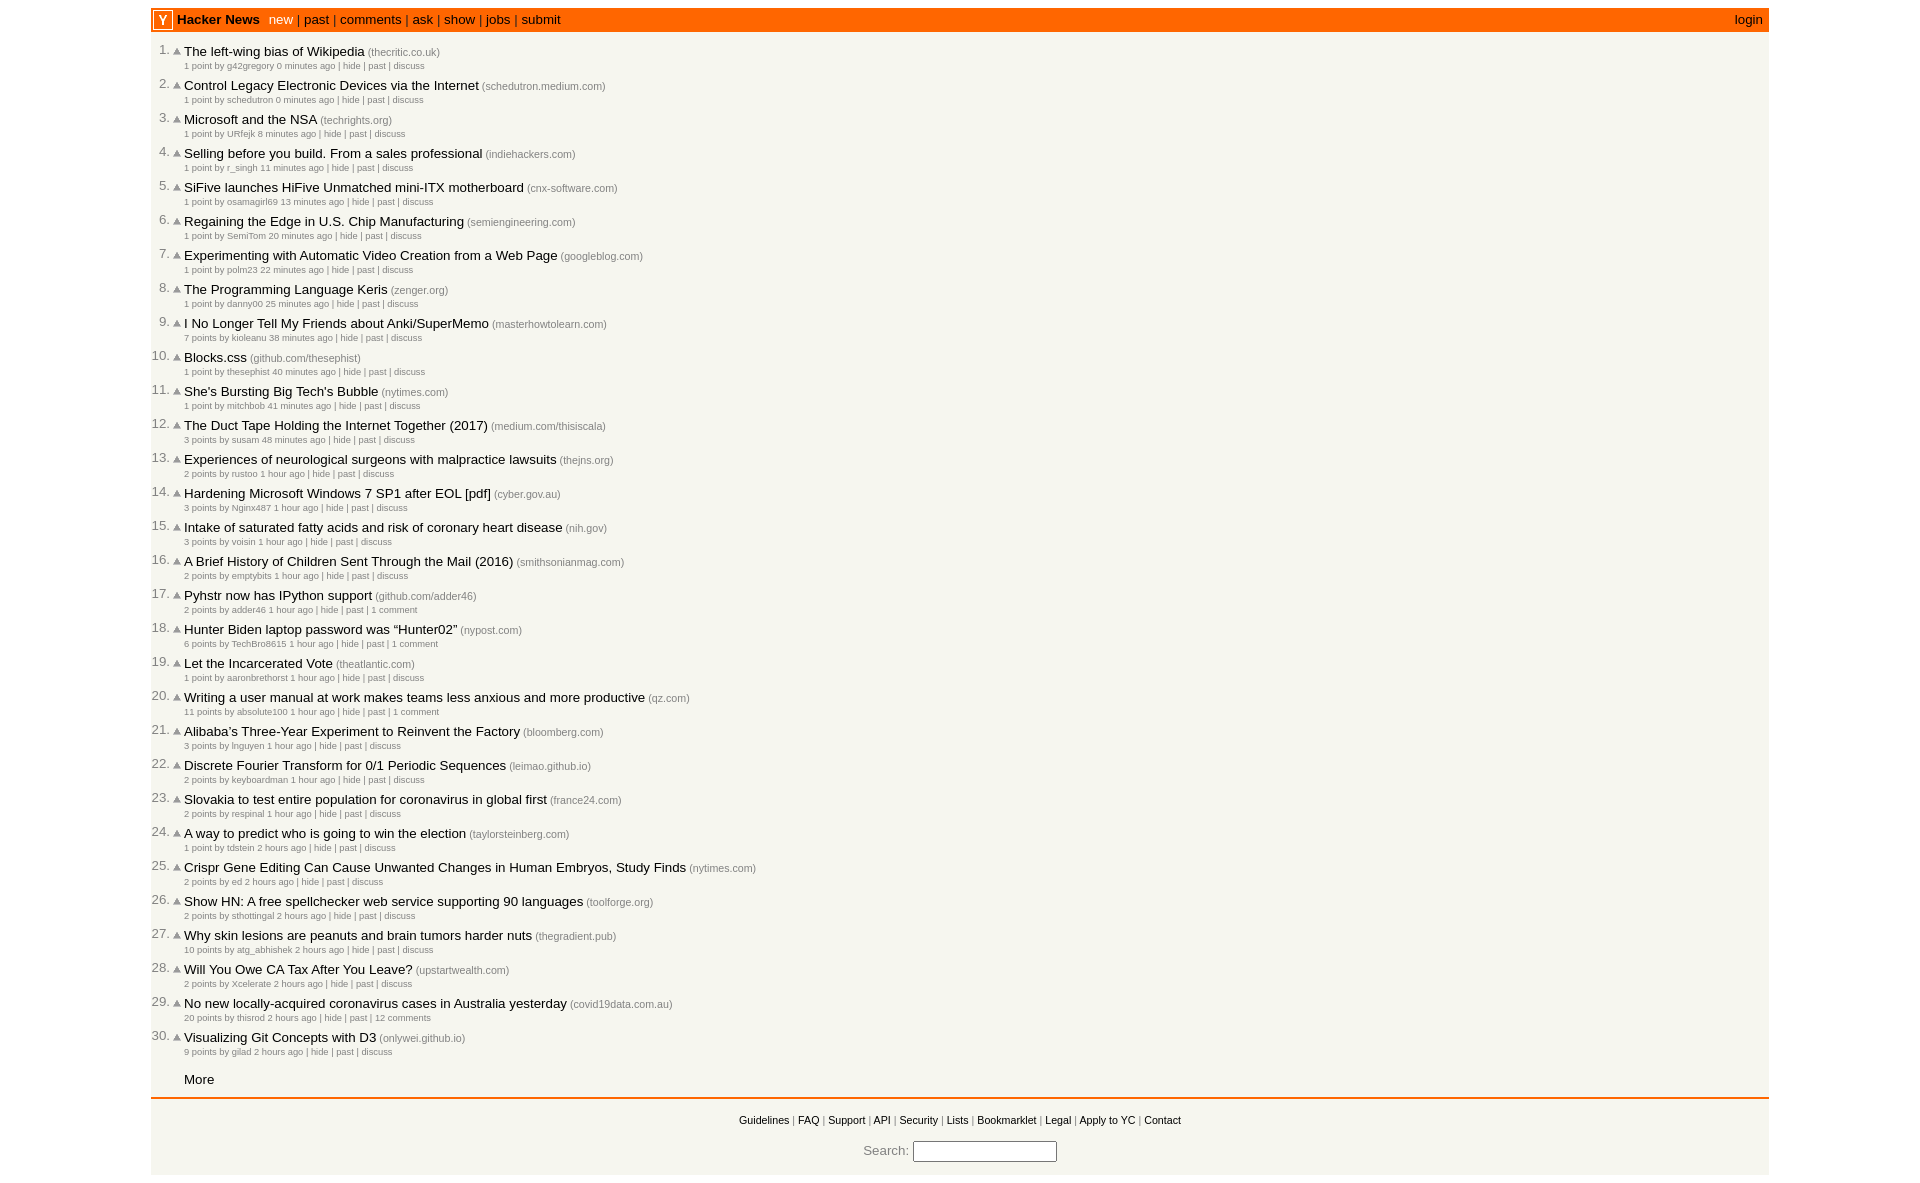 Y Hacker News new | past | comments | ask | show | jobs | submit login
1. The left-wing bias of Wikipedia (thecritic.co.uk)
1 point by g42gregory 0 minutes ago | hide | past | discuss
2. Control Legacy Electronic Devices via the Internet (schedutron.medium.com)
1 point by schedutron 0 minutes ago | hide | past | discuss
3. Microsoft and the NSA (techrights.org)
1 point by URfejk 8 minutes ago | hide | past | discuss
4. Selling before you build. From a sales professional (indiehackers.com)
1 point by r_singh 11 minutes ago | hide | past | discuss
5. SiFive launches HiFive Unmatched mini-ITX motherboard (cnx-software.com)
1 point by osamagirl69 13 minutes ago | hide | past | discuss
6. Regaining the Edge in U.S. Chip Manufacturing (semiengineering.com)
1 point by SemiTom 20 minutes ago | hide | past | discuss
7. Experimenting with Automatic Video Creation from a Web Page (googleblog.com)
1 point by polm23 22 minutes ago | hide | past | discuss
8. The Programming Language Keris (zenger.org)
1 point by danny00 25 minutes ago | hide | past | discuss
9. I No Longer Tell My Friends about Anki/SuperMemo (masterhowtolearn.com)
7 points by kioleanu 38 minutes ago | hide | past | discuss
10. Blocks.css (github.com/thesephist)
1 point by thesephist 40 minutes ago | hide | past | discuss
11. She's Bursting Big Tech's Bubble (nytimes.com)
1 point by mitchbob 41 minutes ago | hide | past | discuss
12. The Duct Tape Holding the Internet Together (2017) (medium.com/thisiscala)
3 points by susam 48 minutes ago | hide | past | discuss
13. Experiences of neurological surgeons with malpractice lawsuits (thejns.org)
2 points by rustoo 1 hour ago | hide | past | discuss
14. Hardening Microsoft Windows 7 SP1 after EOL [pdf] (cyber.gov.au)
3 points by Nginx487 1 hour ago | hide | past | discuss
15. Intake of saturated fatty acids and risk of coronary heart disease (nih.gov)
3 points by voisin 1 hour ago | hide | past | discuss
16. A Brief History of Children Sent Through the Mail (2016) (smithsonianmag.com)
2 points by emptybits 1 hour ago | hide | past | discuss
17. Pyhstr now has IPython support (github.com/adder46)
2 points by adder46 1 hour ago | hide | past | 1 comment
18. Hunter Biden laptop password was “Hunter02” (nypost.com)
6 points by TechBro8615 1 hour ago | hide | past | 1 comment
19. Let the Incarcerated Vote (theatlantic.com)
1 point by aaronbrethorst 1 hour ago | hide | past | discuss
20. Writing a user manual at work makes teams less anxious and more productive (qz.com)
11 points by absolute100 1 hour ago | hide | past | 1 comment
21. Alibaba’s Three-Year Experiment to Reinvent the Factory (bloomberg.com)
3 points by lnguyen 1 hour ago | hide | past | discuss
22. Discrete Fourier Transform for 0/1 Periodic Sequences (leimao.github.io)
2 points by keyboardman 1 hour ago | hide | past | discuss
23. Slovakia to test entire population for coronavirus in global first (france24.com)
2 points by respinal 1 hour ago | hide | past | discuss
24. A way to predict who is going to win the election (taylorsteinberg.com)
1 point by tdstein 2 hours ago | hide | past | discuss
25. Crispr Gene Editing Can Cause Unwanted Changes in Human Embryos, Study Finds (nytimes.com)
2 points by ed 2 hours ago | hide | past | discuss
26. Show HN: A free spellchecker web service supporting 90 languages (toolforge.org)
2 points by sthottingal 2 hours ago | hide | past | discuss
27. Why skin lesions are peanuts and brain tumors harder nuts (thegradient.pub)
10 points by atg_abhishek 2 hours ago | hide | past | discuss
28. Will You Owe CA Tax After You Leave? (upstartwealth.com)
2 points by Xcelerate 2 hours ago | hide | past | discuss
29. No new locally-acquired coronavirus cases in Australia yesterday (covid19data.com.au)
20 points by thisrod 2 hours ago | hide | past | 12 comments
30. Visualizing Git Concepts with D3 (onlywei.github.io)
9 points by gilad 2 hours ago | hide | past | discuss
More
Guidelines | FAQ | Support | API | Security | Lists | Bookmarklet | Legal | Apply to YC | Contact
Search: